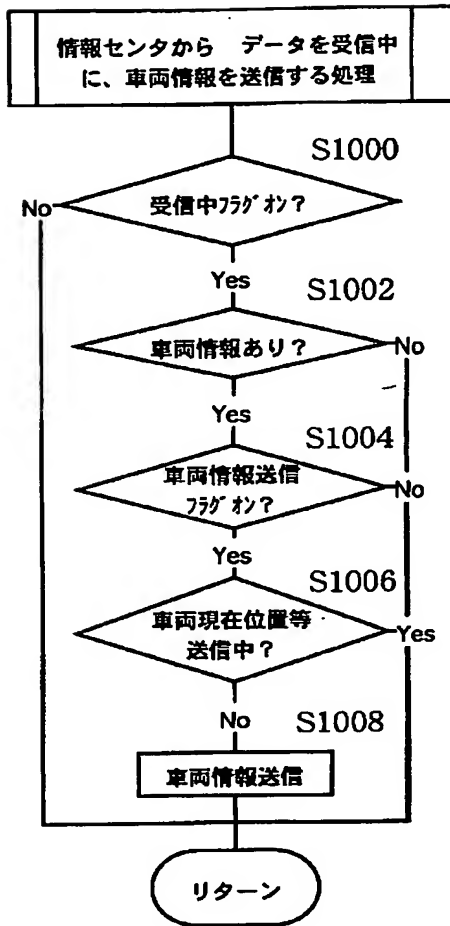 情報センタから データを受信中
に、車両情報を送信する処理
S1000
受信中フラグオン？
No
Yes
S1002
車両情報あり？
No
Yes
S1004
車両情報送信
フラグオン？
No
Yes
S1006
車両現在位置等
送信中？
Yes
No
S1008
車両情報送信
リターン